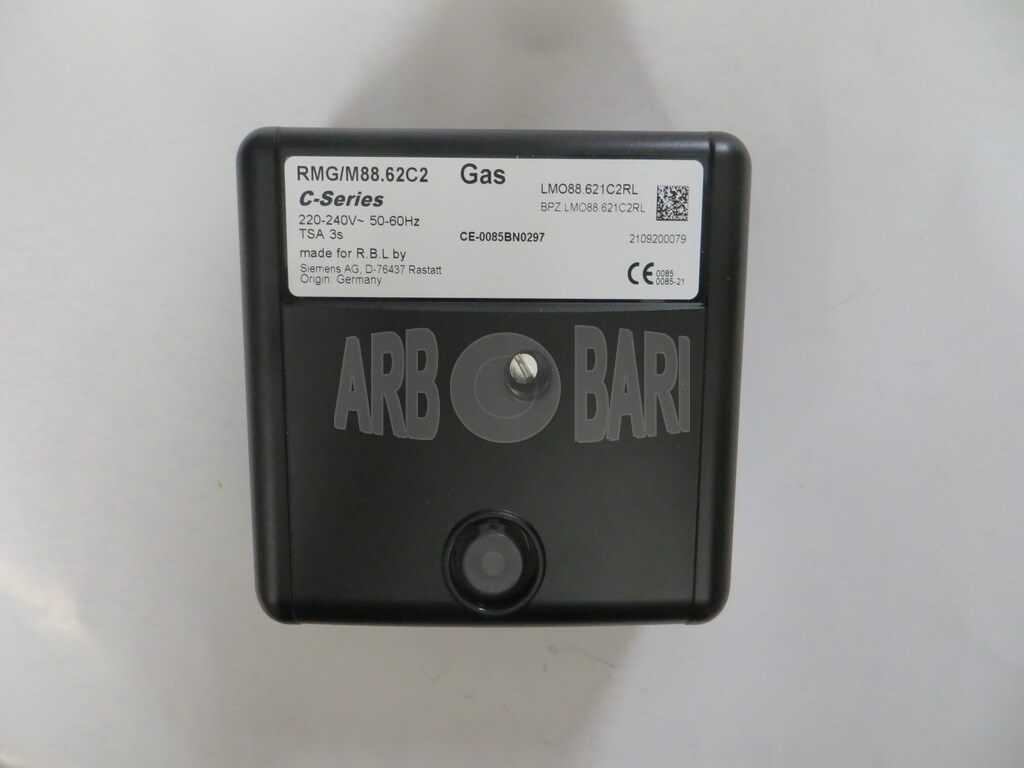 RMG/M88.62C2 Gas
C-Series
LMO88.621C2RL
BPZ:LMO88.621C2RL
220-240V~ 50-60Hz
TSA 3s
CE-0085BN0297
2109200079
made for R.B.L by
Siemens AG, D-76437 Rastatt
Origin: Germany
CE 0085
0085-21
ARB BARI